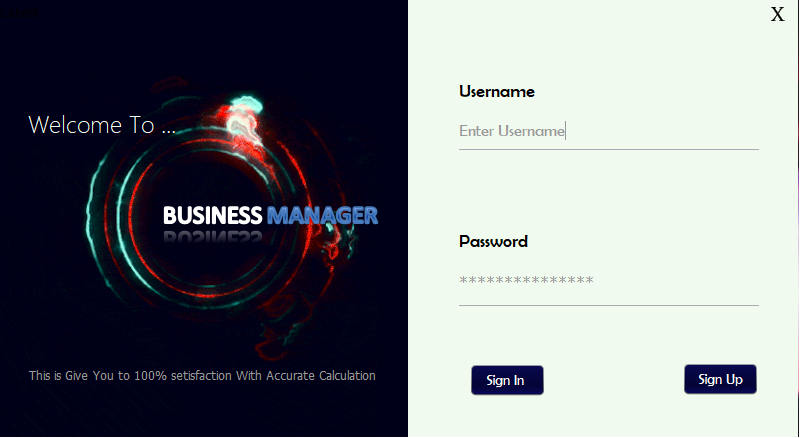 X
Welcome To ...
BUSINESS MANAGER
This is Give You to 100% setisfaction With Accurate Calculation
Username
Enter Username
Password
***************
Sign In
Sign Up